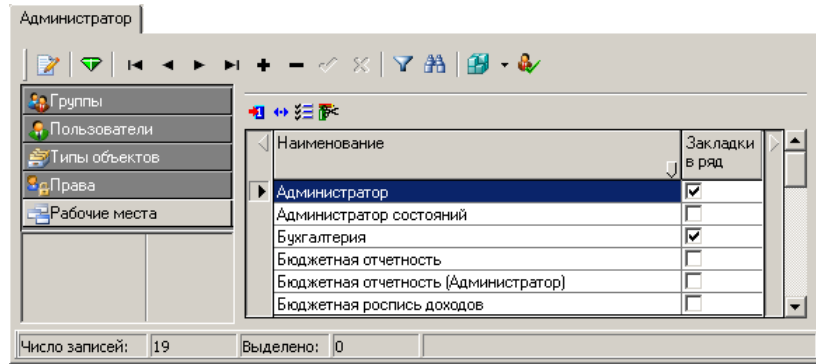 Администратор
Группы
Пользователи
Типы объектов
Права
Рабочие места
Наименование
Закладки
в ряд
Администратор
Администратор состояний
Бухгалтерия
Бюджетная отчетность
Бюджетная отчетность (Администратор)
Бюджетная роспись доходов
Число записей: 19 Выделено: 0